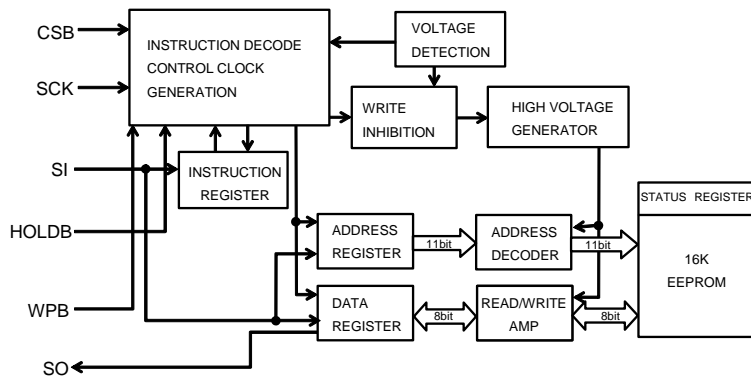 CSB
SCK
SI
HOLDB
WPB
SO
INSTRUCTION DECODE
CONTROL CLOCK
GENERATION
VOLTAGE
DETECTION
WRITE
INHIBITION
HIGH VOLTAGE
GENERATOR
INSTRUCTION
REGISTER
ADDRESS
REGISTER
11bit
ADDRESS
DECODER
11bit
DATA
REGISTER
8bit
READ/WRITE
AMP
8bit
STATUS REGISTER
16K
EEPROM